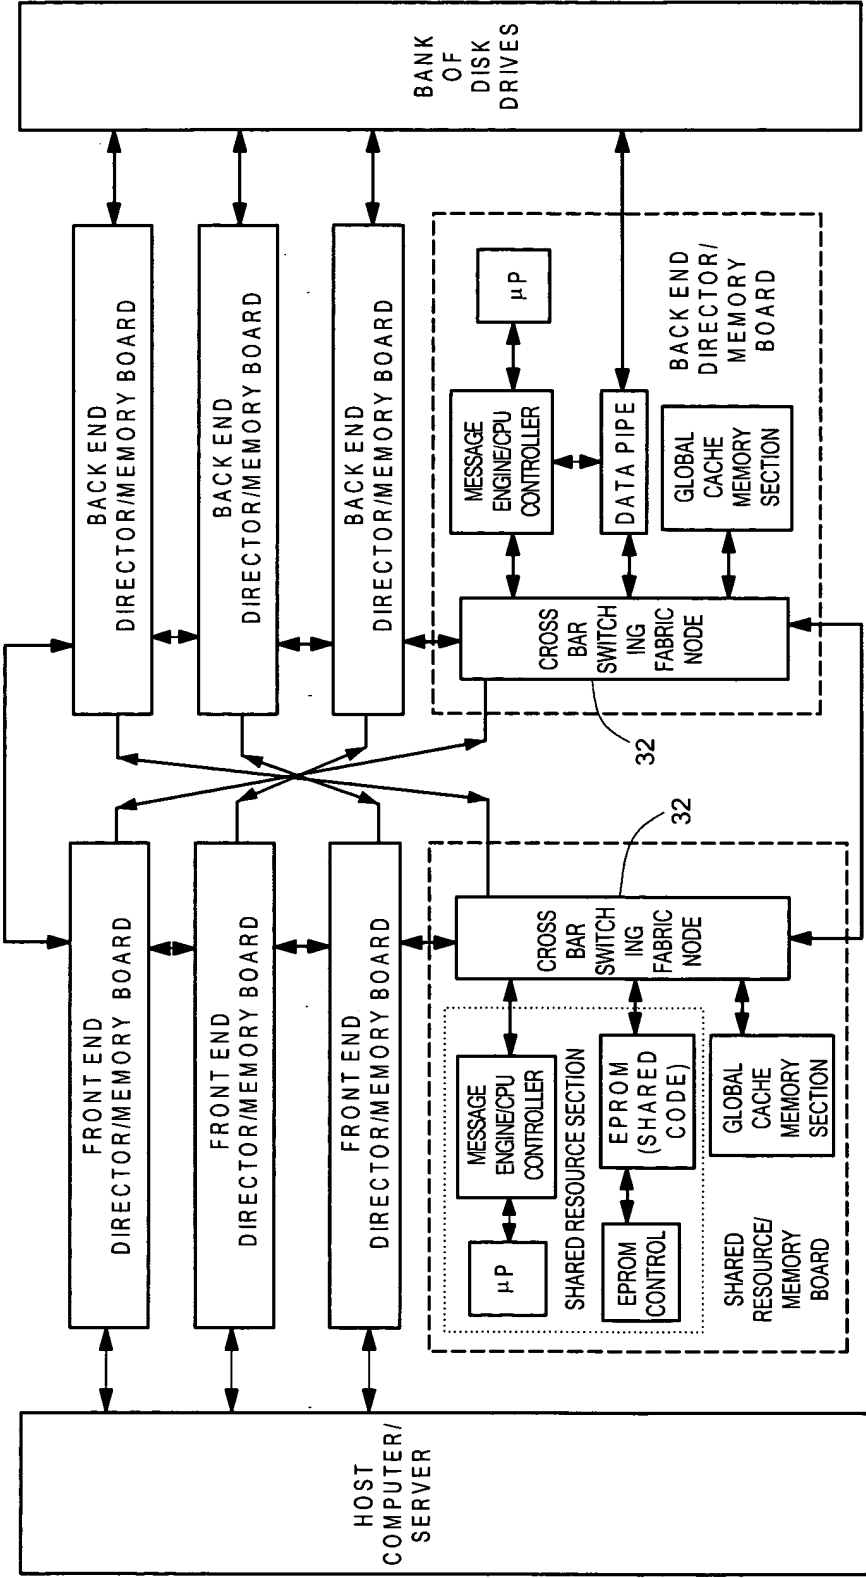 HOST
COMPUTER/
SERVER
FRONT END
DIRECTOR/MEMORY BOARD
FRONT END
DIRECTOR/MEMORY BOARD
FRONT END
DIRECTOR/MEMORY BOARD
BACK END
DIRECTOR/MEMORY BOARD
BACK END
DIRECTOR/MEMORY BOARD
BACK END
DIRECTOR/MEMORY BOARD
BANK
OF
DISK
DRIVES
µP
MESSAGE
ENGINE/CPU
CONTROLLER
SHARED RESOURCE SECTION
EPROM
CONTROL
EPROM
(SHARED
CODE)
GLOBAL
CACHE
MEMORY
SECTION
SHARED
RESOURCE/
MEMORY
BOARD
CROSS
BAR
SWITCH
ING
FABRIC
NODE
32
32
CROSS
BAR
SWITCH
ING
FABRIC
NODE
MESSAGE
ENGINE/CPU
CONTROLLER
µP
DATA PIPE
GLOBAL
CACHE
MEMORY
SECTION
BACK END
DIRECTOR/
MEMORY
BOARD